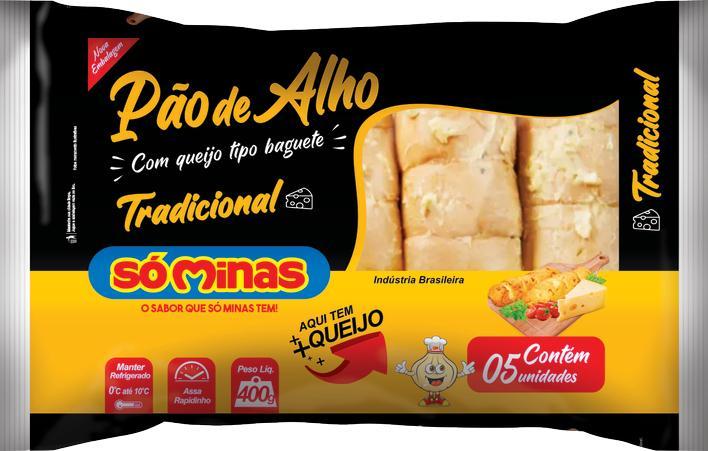 Nova
Embalagem
Pão de Alho
Com queijo tipo baguete
Tradicional
Tradicional
só minas
O SABOR QUE SÓ MINAS TEM!
Indústria Brasileira
AQUI TEM
++QUEIJO
Manter
Refrigerado
0°C até 10°C
Assa
Rapidinho
Peso Liq.
400g
05 Contém
unidades